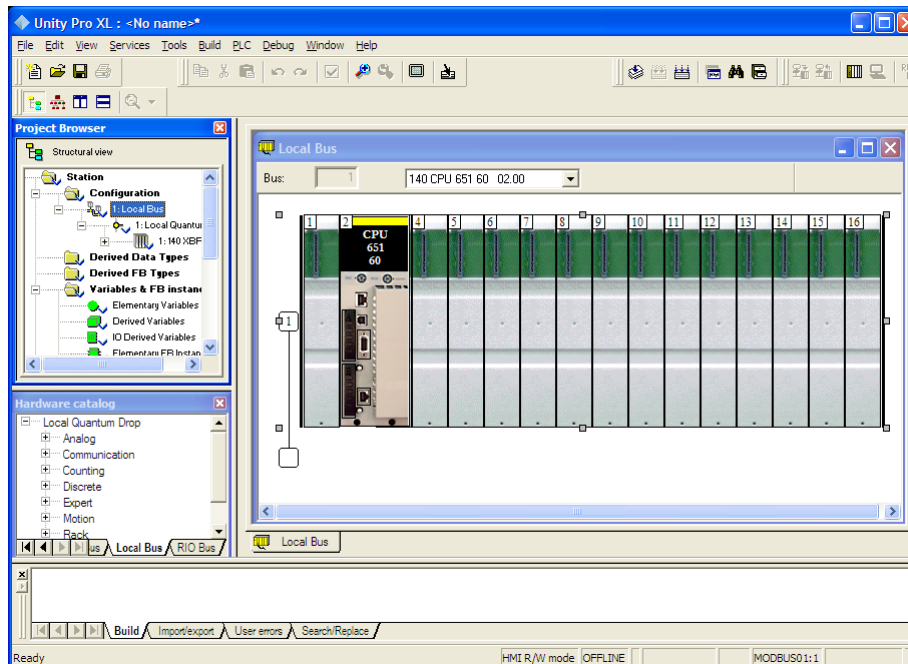 Unity Pro XL : <No name>*
File Edit View Services Tools Build PLC Debug Window Help
Project Browser
Structural view
Station
Configuration
1: Local Bus
1: Local Quantu
1: 140 XBF
Derived Data Types
Derived FB Types
Variables & FB instanc
Elementary Variables
Derived Variables
IO Derived Variables
Elementary FB Instan
Hardware catalog
Local Quantum Drop
Analog
Communication
Counting
Discrete
Expert
Motion
Rack
us Local Bus RIO Bus
Local Bus
Bus: 1 140 CPU 651 60 02.00
1 2 4 5 6 7 8 9 10 11 12 13 14 15 16
CPU
651
60
1
Local Bus
Build Import/export User errors Search/Replace
Ready HMI R/W mode OFFLINE MODBUS01:1